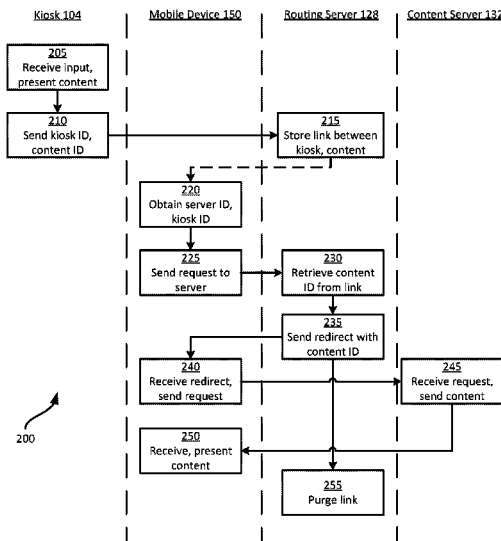 Kiosk 104 Mobile Device 150 Routing Server 128 Content Server 132
205
Receive input,
present content
210
Send kiosk ID,
content ID
215
Store link between
kiosk, content
220
Obtain server ID,
kiosk ID
225
Send request to
server
230
Retrieve content
ID from link
235
Send redirect with
content ID
240
Receive redirect,
send request
245
Receive request,
send content
200
250
Receive, present
content
255
Purge link